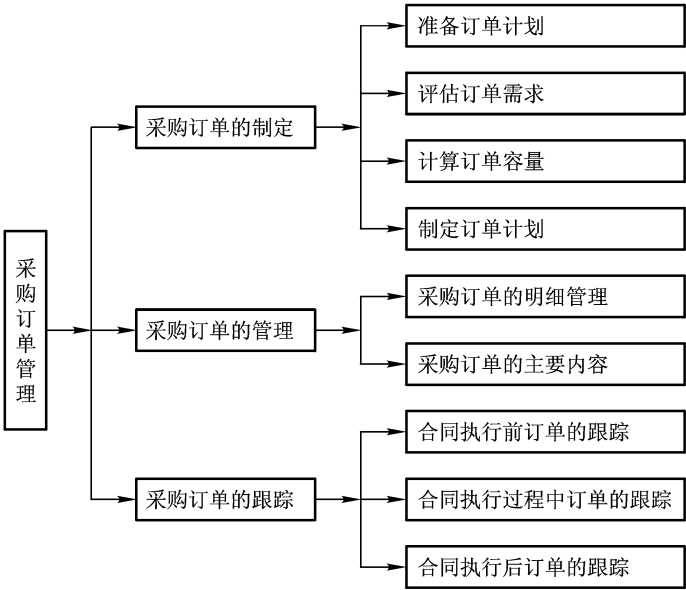 采购订单管理
采购订单的制定
准备订单计划
评估订单需求
计算订单容量
制定订单计划
采购订单的管理
采购订单的明细管理
采购订单的主要内容
采购订单的跟踪
合同执行前订单的跟踪
合同执行过程中订单的跟踪
合同执行后订单的跟踪